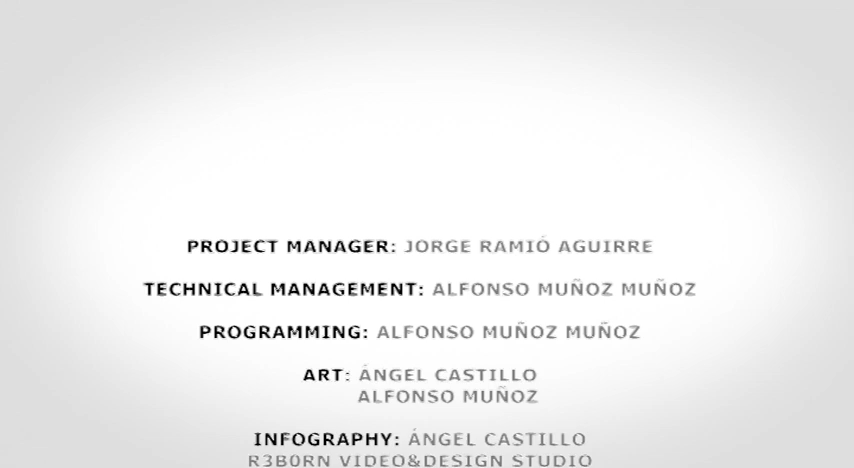 PROJECT MANAGER: JORGE RAMIÓ AGUIRRE
TECHNICAL MANAGEMENT: ALFONSO MUÑOZ MUÑOZ
PROGRAMMING: ALFONSO MUÑOZ MUÑOZ
ART: ÁNGEL CASTILLO
ALFONSO MUÑOZ
INFOGRAPHY: ÁNGEL CASTILLO
R3B0RN VIDEO&DESIGN STUDIO